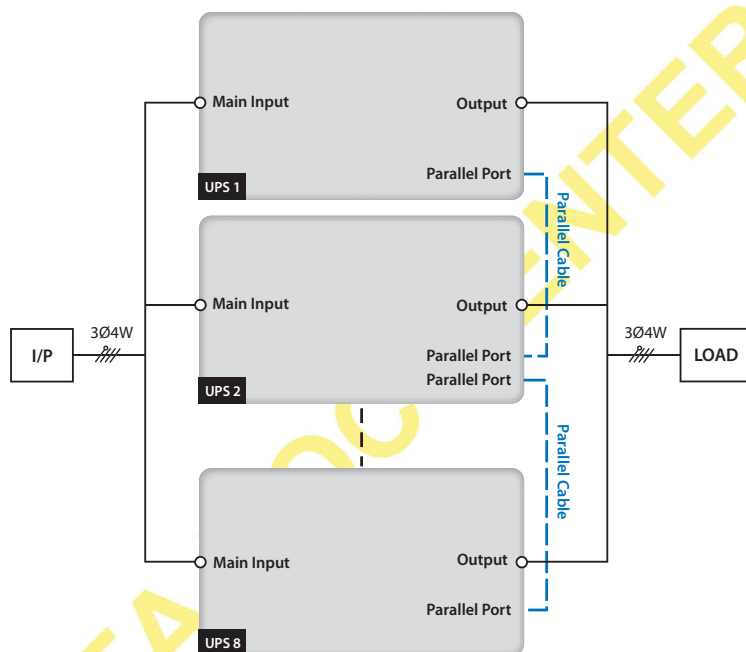 Main Input
Output
Parallel Port
UPS 1
Parallel Cable
Main Input
Output
3Ø4W
I/P
3Ø4W
LOAD
Parallel Port
Parallel Port
UPS 2
Parallel Cable
Main Input
Output
Parallel Port
UPS 8